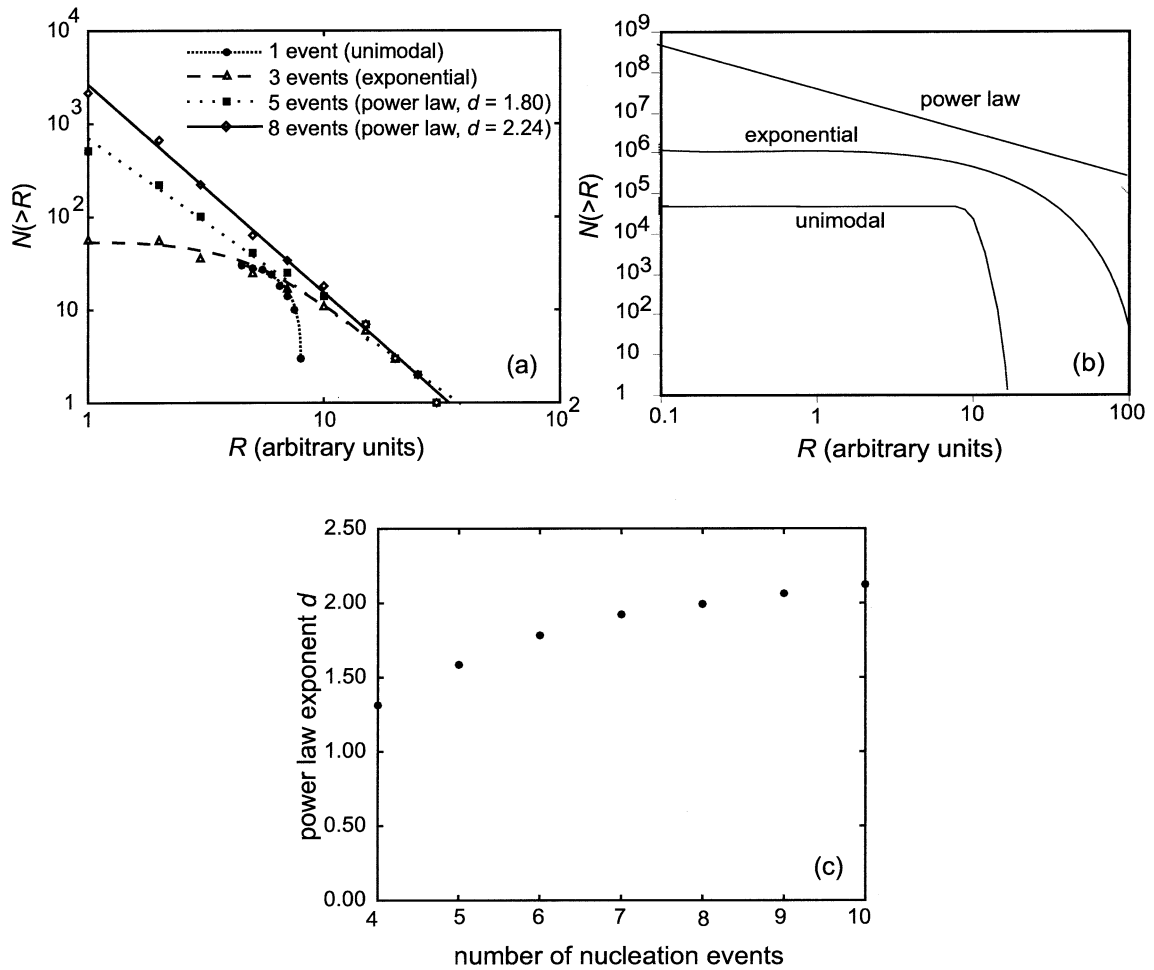 10^4
1 event (unimodal)
3 events (exponential)
5 events (power law, d = 1.80)
8 events (power law, d = 2.24)
3
10^3
10^2
10
1
N(>R)
(a)
1
10
10^2
R (arbitrary units)
10^9
10^8
10^7
10^6
10^5
10^4
10^3
10^2
10
1
N(>R)
power law
exponential
unimodal
(b)
0.1
1
10
100
R (arbitrary units)
2.50
2.00
1.50
1.00
0.50
0.00
power law exponent d
(c)
4
5
6
7
8
9
10
number of nucleation events